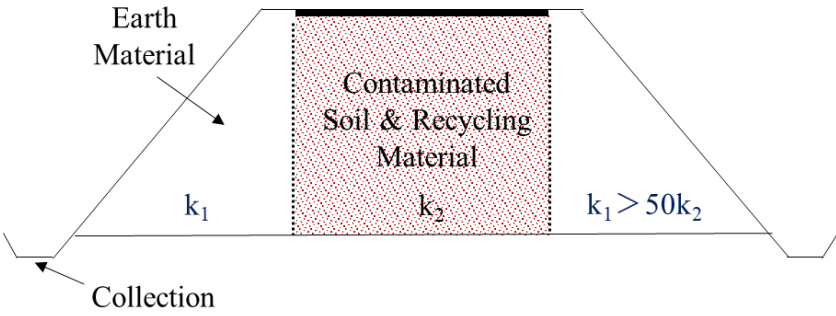 Earth
Material
Contaminated
Soil & Recycling
Material
k₁
k₂
k₁ > 50k₂
Collection